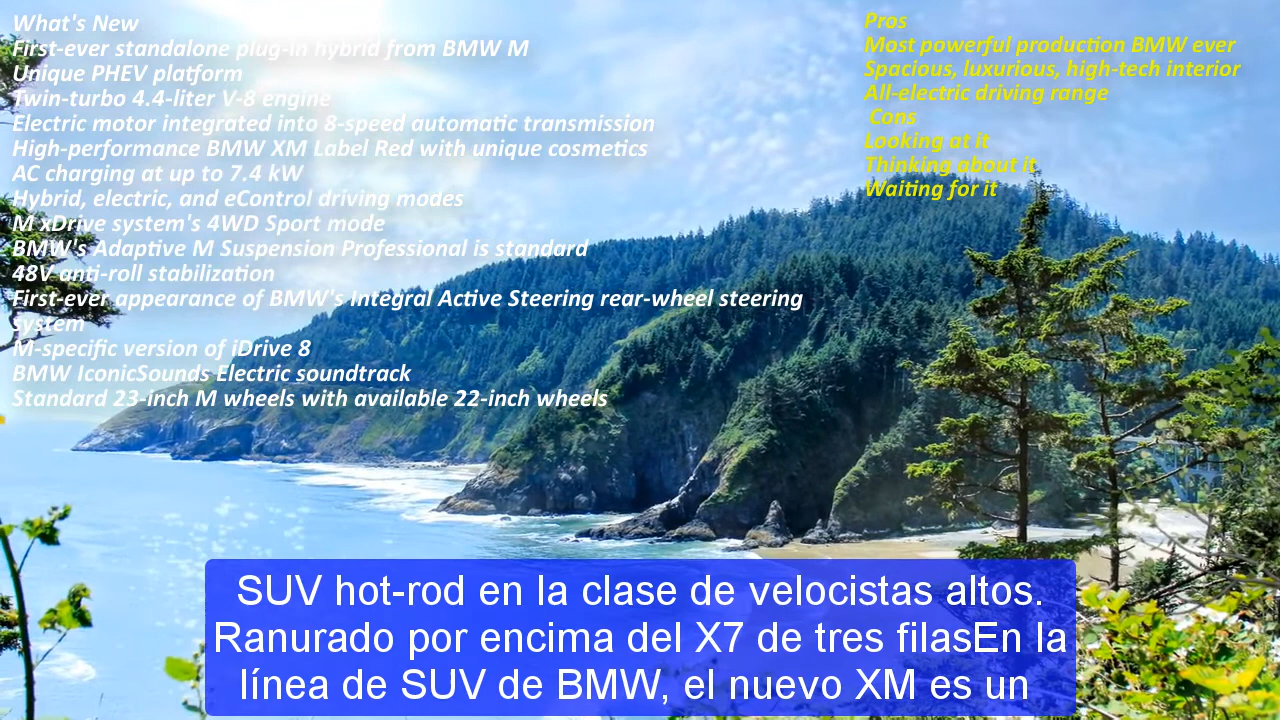 What's New
First-ever standalone plug-in hybrid from BMW M
Unique PHEV platform
Twin-turbo 4.4-liter V-8 engine
Electric motor integrated into 8-speed automatic transmission
High-performance BMW XM Label Red with unique cosmetics
AC charging at up to 7.4 kW
Hybrid, electric, and eControl driving modes
M xDrive system's 4WD Sport mode
BMW's Adaptive M Suspension Professional is standard
48V anti-roll stabilization
First-ever appearance of BMW's Integral Active Steering rear-wheel steering
system
M-specific version of iDrive 8
BMW IconicSounds Electric soundtrack
Standard 23-inch M wheels with available 22-inch wheels
Pros
Most powerful production BMW ever
Spacious, luxurious, high-tech interior
All-electric driving range
Cons
Looking at it
Thinking about it
Waiting for it
SUV hot-rod en la clase de velocistas altos.
Ranurado por encima del X7 de tres filasEn la
línea de SUV de BMW, el nuevo XM es un